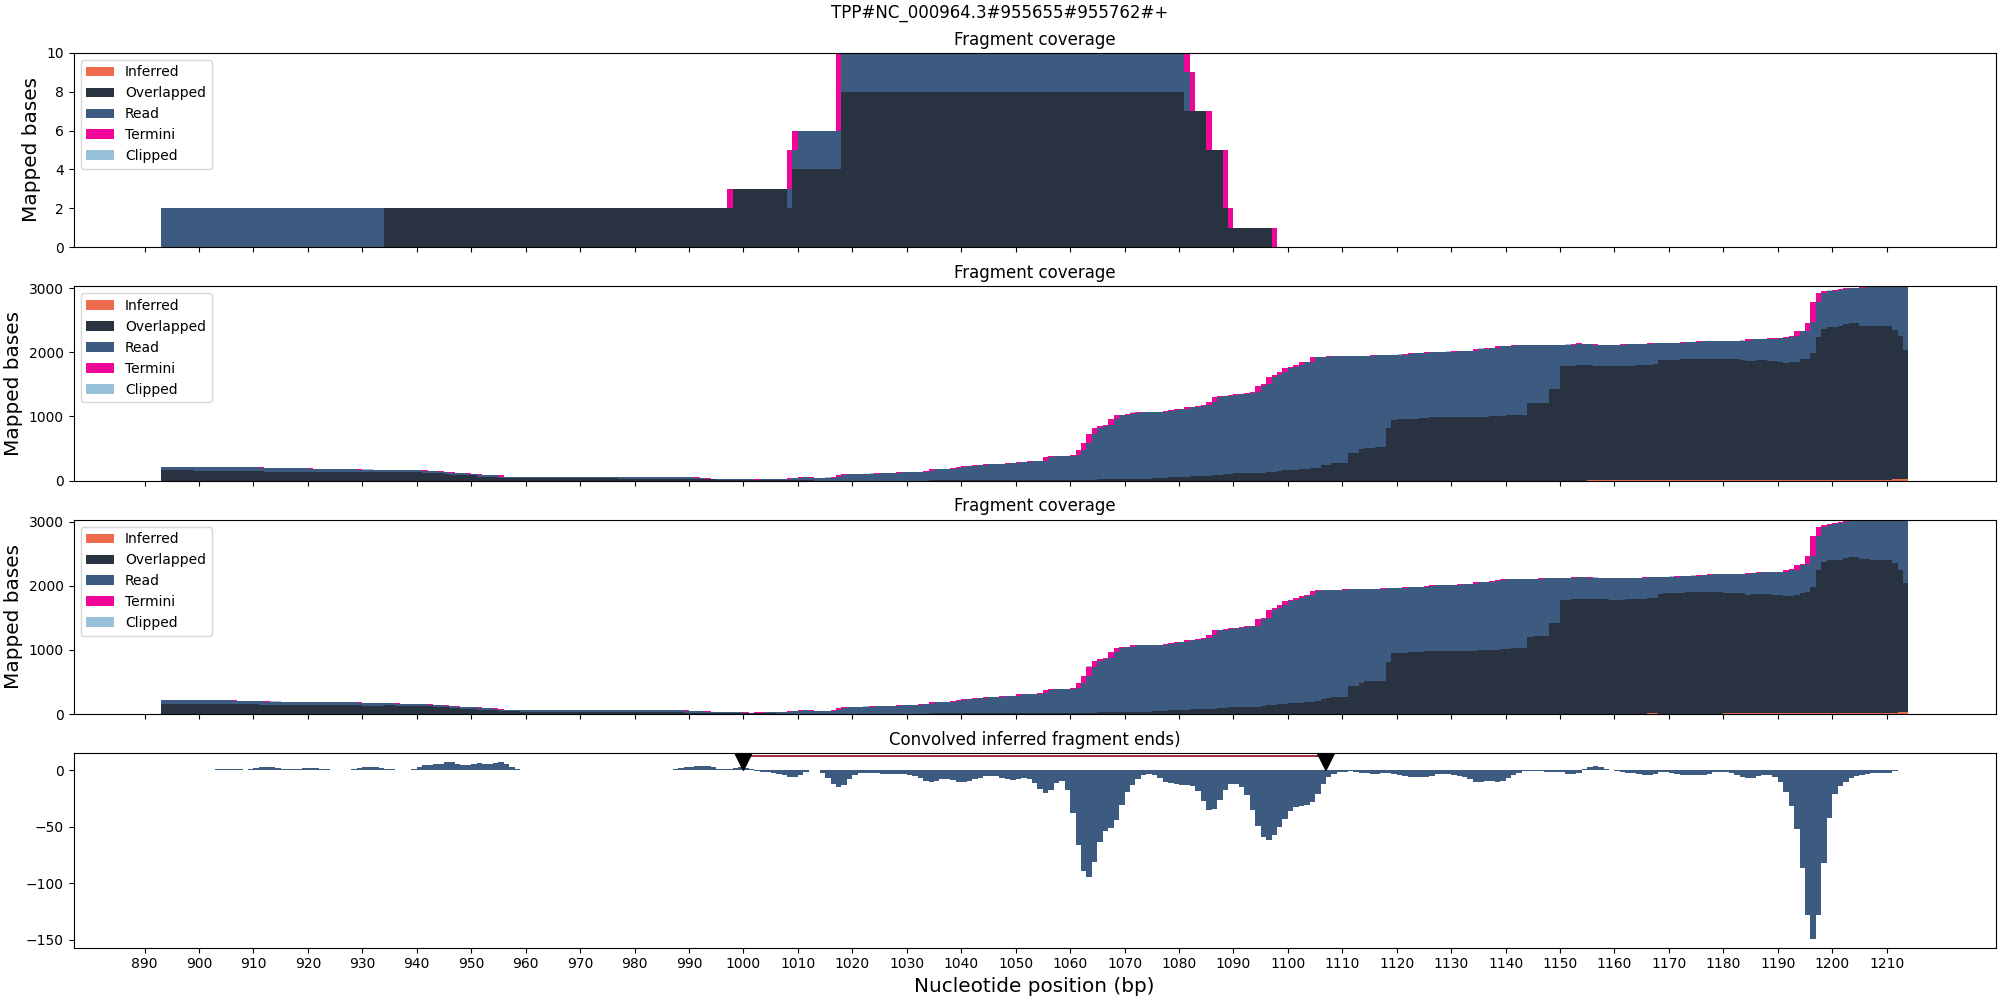 TPP#NC_000964.3#955655#955762#+
Fragment coverage
Mapped bases
10
8
6
4
2
0
Inferred
Overlapped
Read
Termini
Clipped
Fragment coverage
Mapped bases
3000
2000
1000
0
Inferred
Overlapped
Read
Termini
Clipped
Fragment coverage
Mapped bases
3000
2000
1000
0
Inferred
Overlapped
Read
Termini
Clipped
Convolved inferred fragment ends)
0
−50
−100
−150
890 900 910 920 930 940 950 960 970 980 990 1000 1010 1020 1030 1040 1050 1060 1070 1080 1090 1100 1110 1120 1130 1140 1150 1160 1170 1180 1190 1200 1210
Nucleotide position (bp)